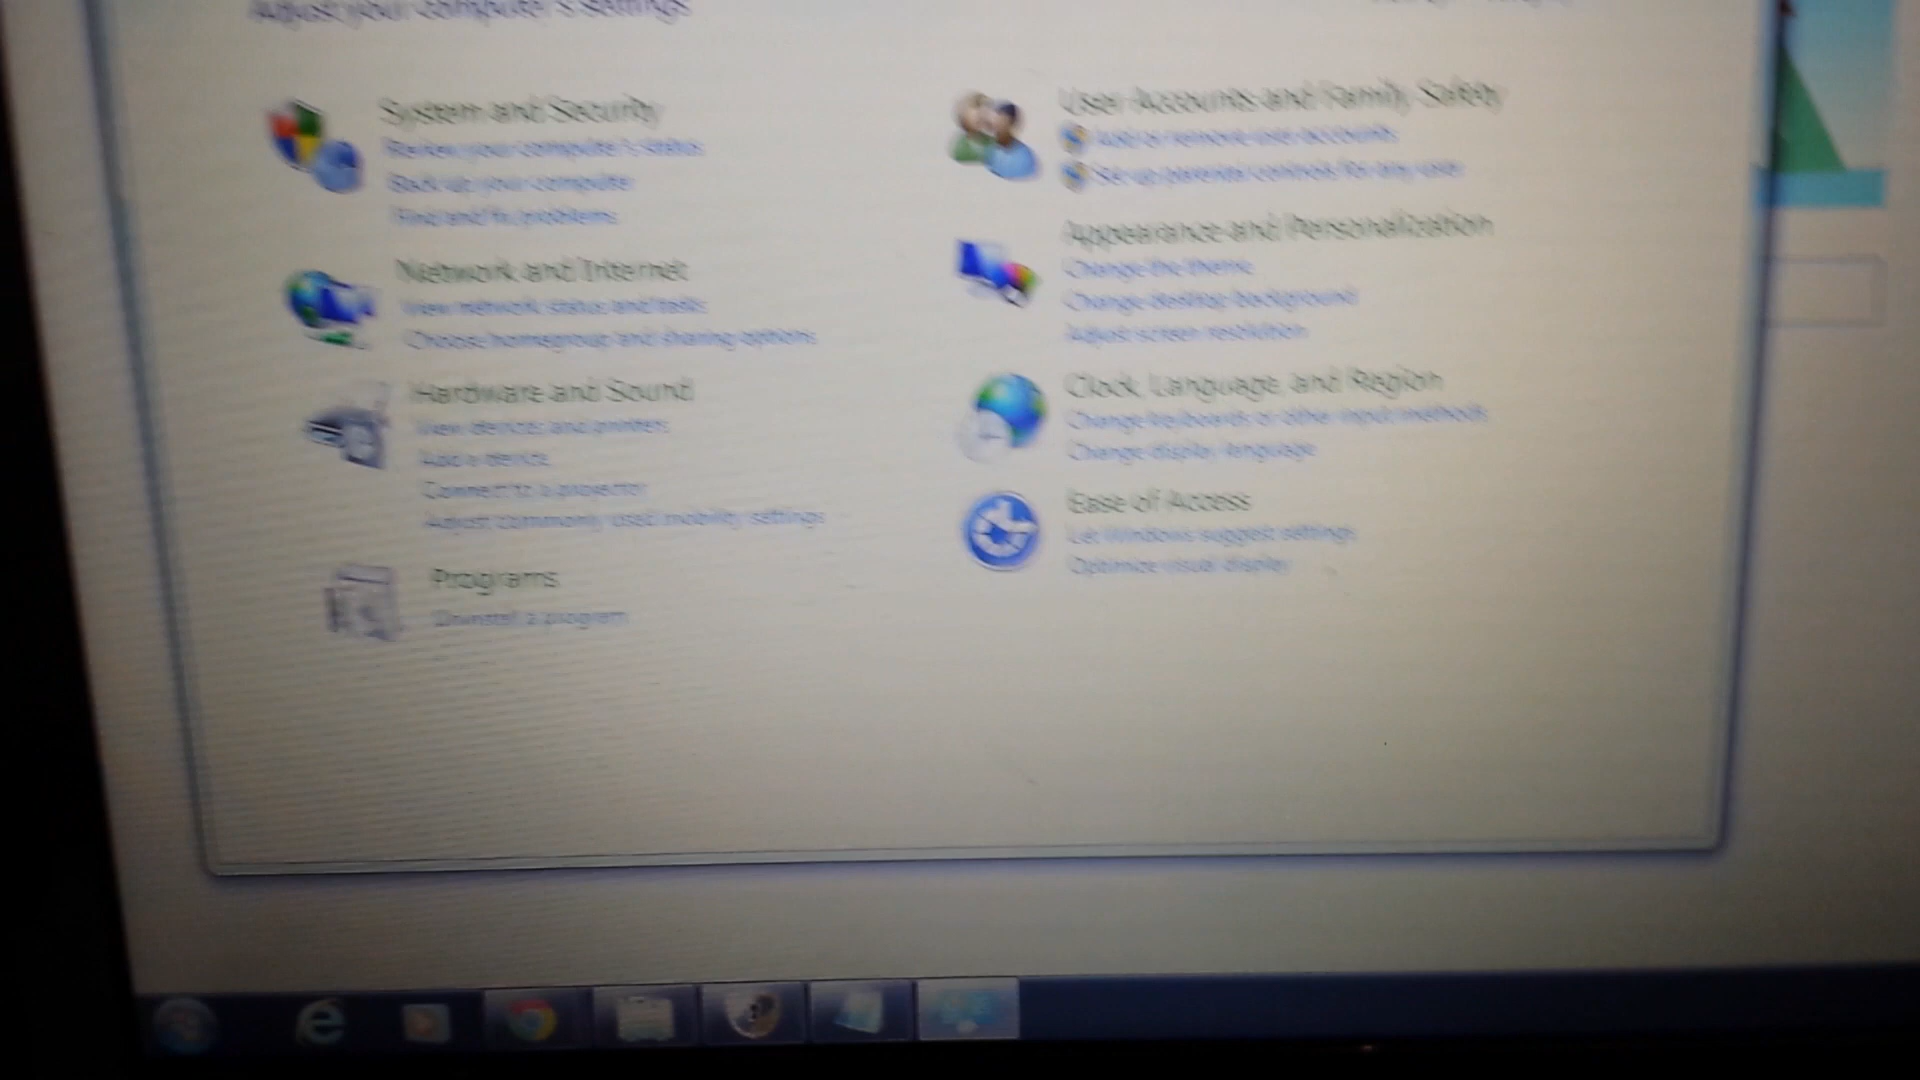 Adjust your computer's settings
System and Security
Review your computer's status
Back up your computer
Find and fix problems
Network and Internet
View network status and tasks
Choose homegroup and sharing options
Hardware and Sound
View devices and printers
Add a device
Connect to a projector
Adjust commonly used mobility settings
Programs
Uninstall a program
User Accounts and Family Safety
Add or remove user accounts
Set up parental controls for any user
Appearance and Personalization
Change the theme
Change desktop background
Adjust screen resolution
Clock, Language, and Region
Change keyboards or other input methods
Change display language
Ease of Access
Let Windows suggest settings
Optimize visual display